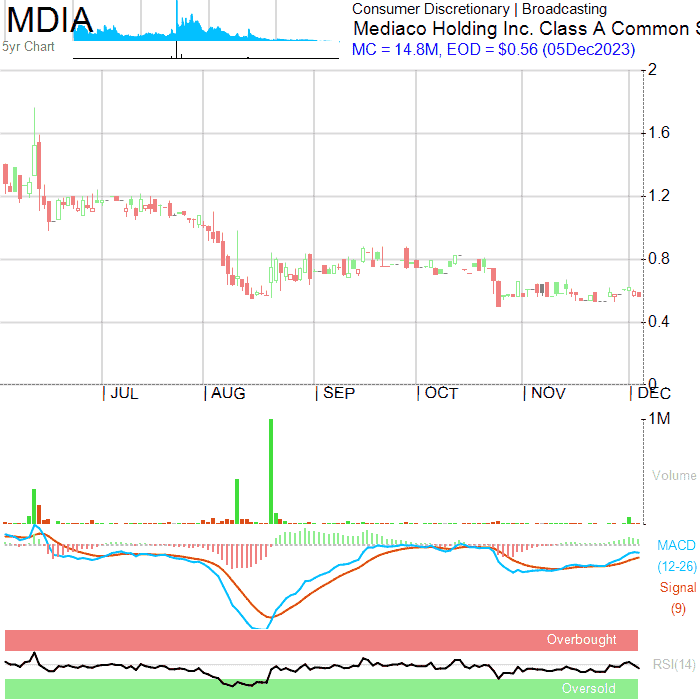 MDIA
5yr Chart
Consumer Discretionary | Broadcasting
Mediaco Holding Inc. Class A Common S
MC = 14.8M, EOD = $0.56 (05Dec2023)
2
1.6
1.2
0.8
0.4
0
JUL AUG SEP OCT NOV DEC
1M
Volume
MACD
(12-26)
Signal
(9)
Overbought
RSI(14)
Oversold